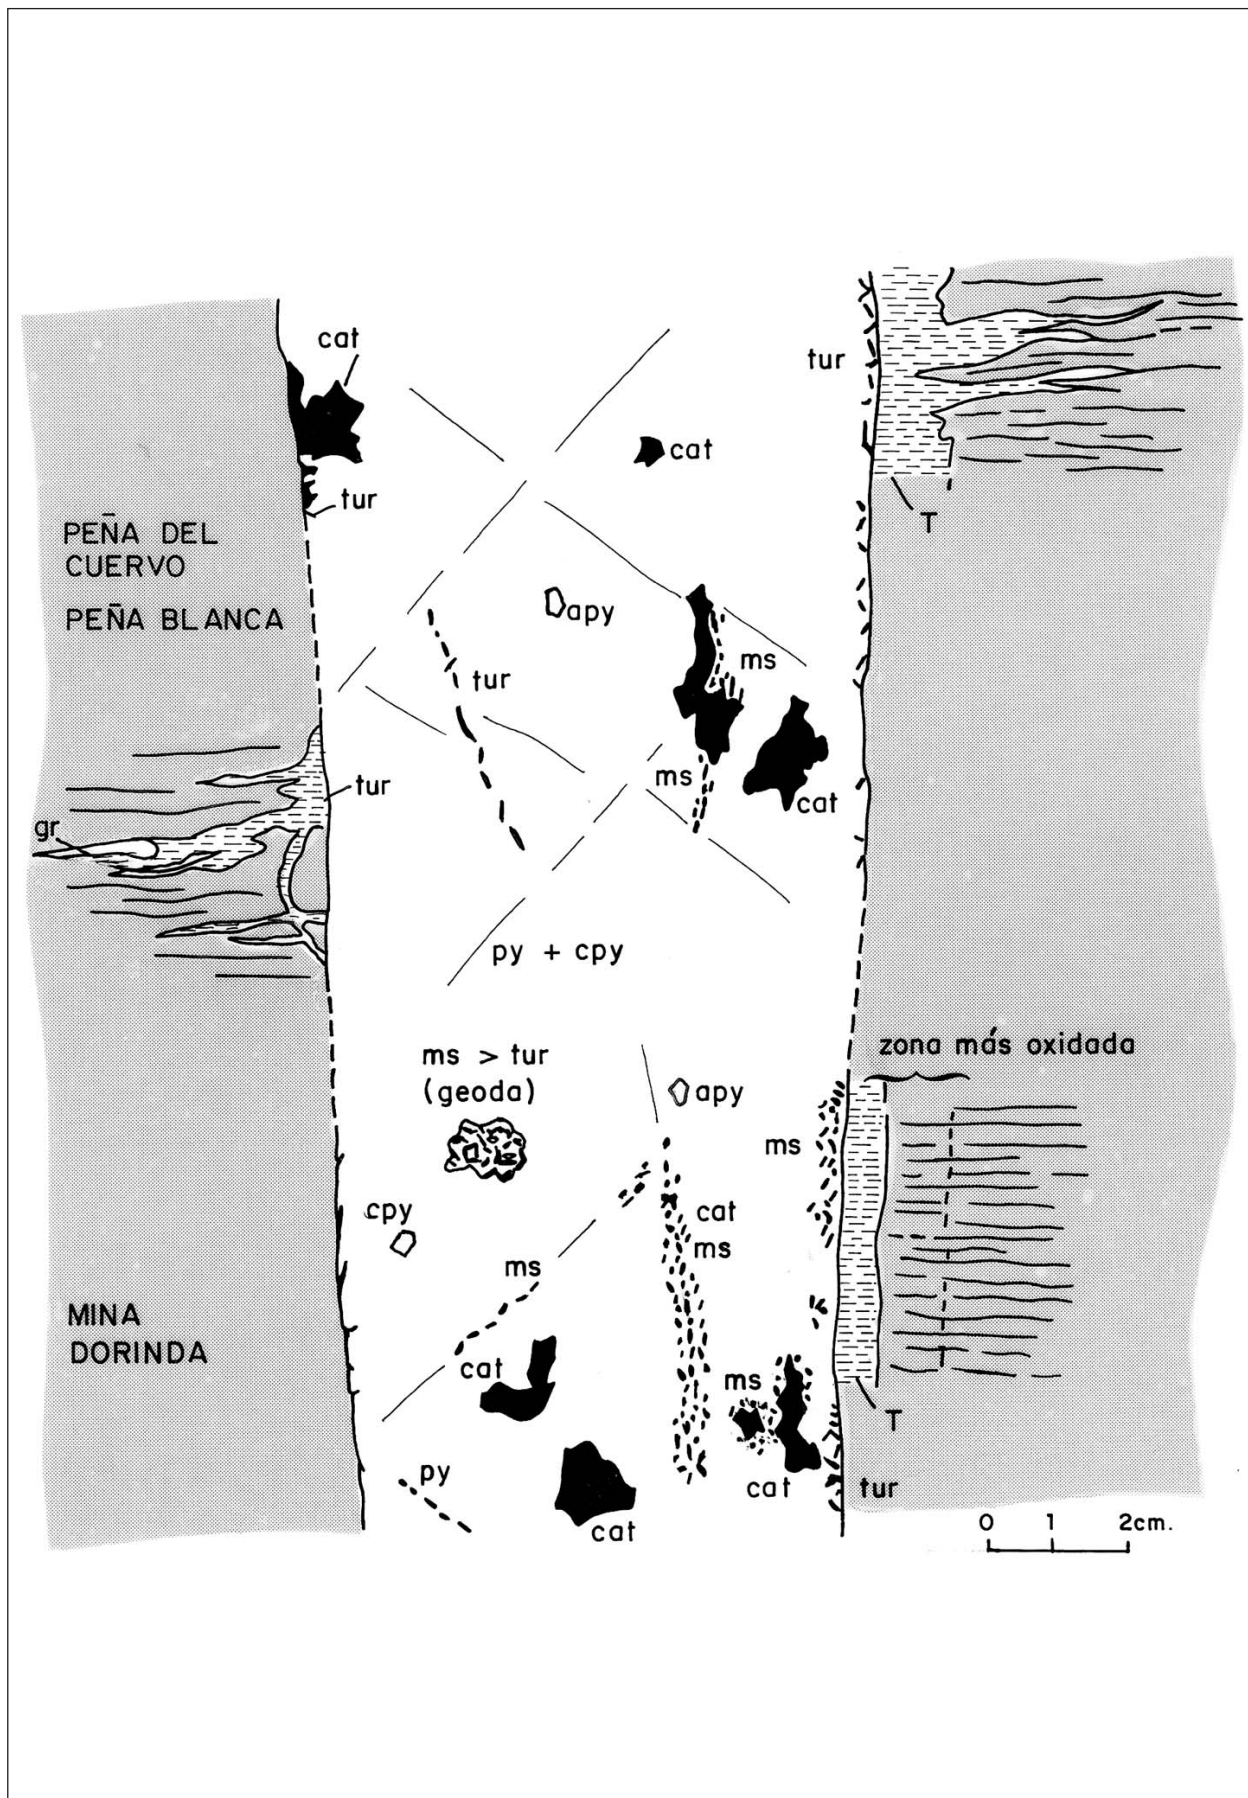 cat
tur
cat
tur
T
PEÑA DEL
CUERVO
PEÑA BLANCA
apy
ms
tur
ms
cat
tur
gr
py + cpy
zona más oxidada
ms > tur
(geoda)
apy
ms
cpy
cat
ms
ms
MINA
DORINDA
cat
ms
T
py
cat
cat
tur
0 1 2cm.